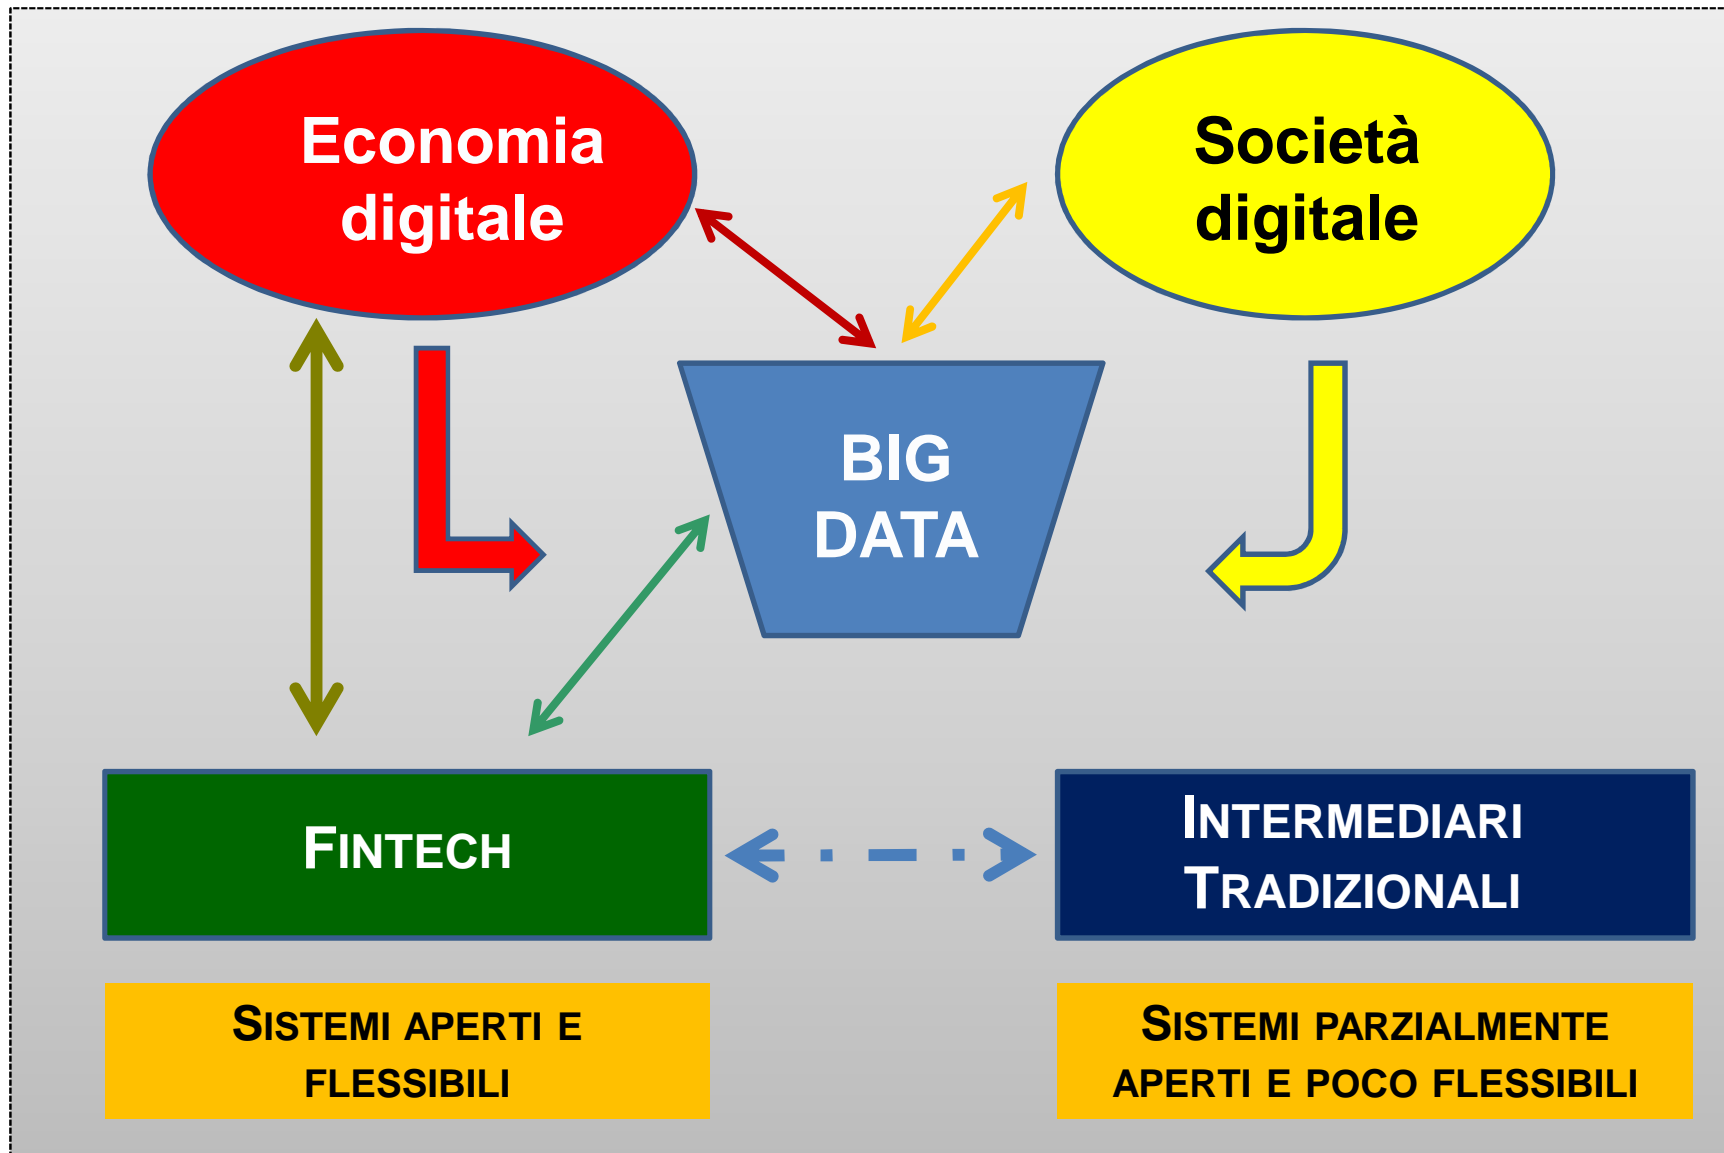 Economia
digitale
Società
digitale
BIG
DATA
FINTECH
INTERMEDIARI
TRADIZIONALI
SISTEMI APERTI E
FLESSIBILI
SISTEMI PARZIALMENTE
APERTI E POCO FLESSIBILI